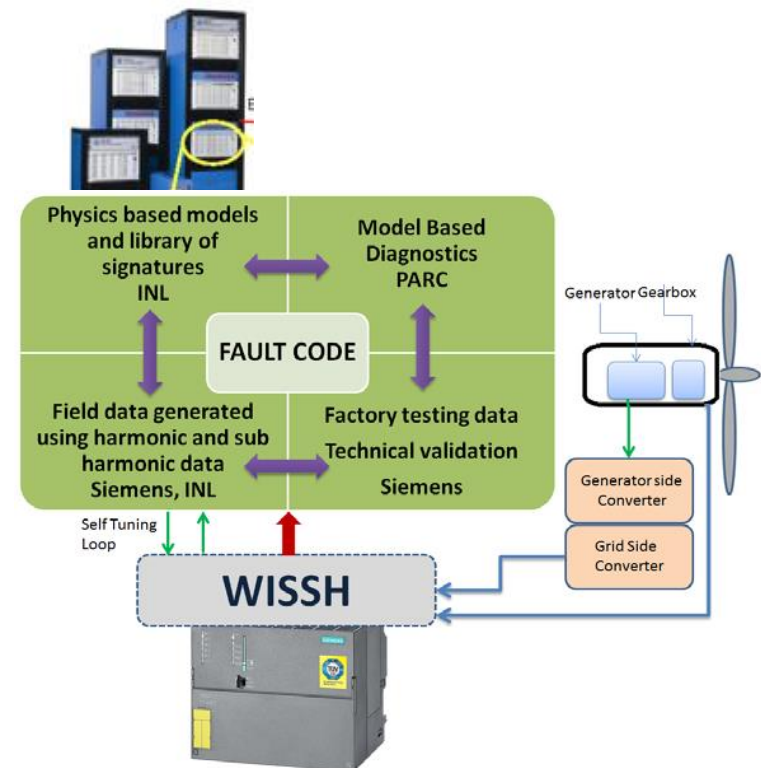 Physics based models
and library of
signatures
INL
Model Based
Diagnostics
PARC
FAULT CODE
Field data generated
using harmonic and sub
harmonic data
Siemens, INL
Factory testing data
Technical validation
Siemens
Generator Gearbox
Generator side
Converter
Grid Side
Converter
Self Tuning
Loop
WISSH
SIEMENS